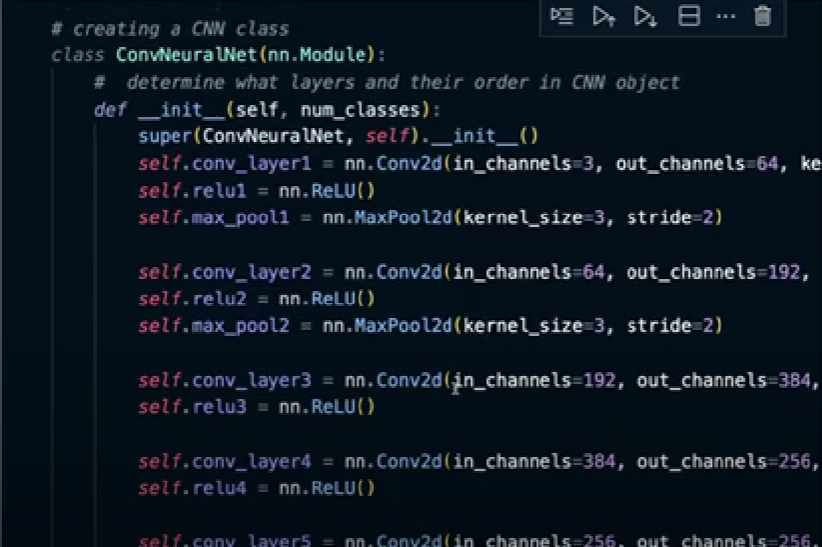 # creating a CNN class
class ConvNeuralNet(nn.Module):
    #  determine what layers and their order in CNN object
    def __init__(self, num_classes):
        super(ConvNeuralNet, self).__init__()
        self.conv_layer1 = nn.Conv2d(in_channels=3, out_channels=64, ke
        self.relu1 = nn.ReLU()
        self.max_pool1 = nn.MaxPool2d(kernel_size=3, stride=2)
        self.conv_layer2 = nn.Conv2d(in_channels=64, out_channels=192,
        self.relu2 = nn.ReLU()
        self.max_pool2 = nn.MaxPool2d(kernel_size=3, stride=2)
        self.conv_layer3 = nn.Conv2d(in_channels=192, out_channels=384,
        self.relu3 = nn.ReLU()
        self.conv_layer4 = nn.Conv2d(in_channels=384, out_channels=256,
        self.relu4 = nn.ReLU()
        self.conv_layer5 = nn.Conv2d(in_channels=256, out_channels=256,